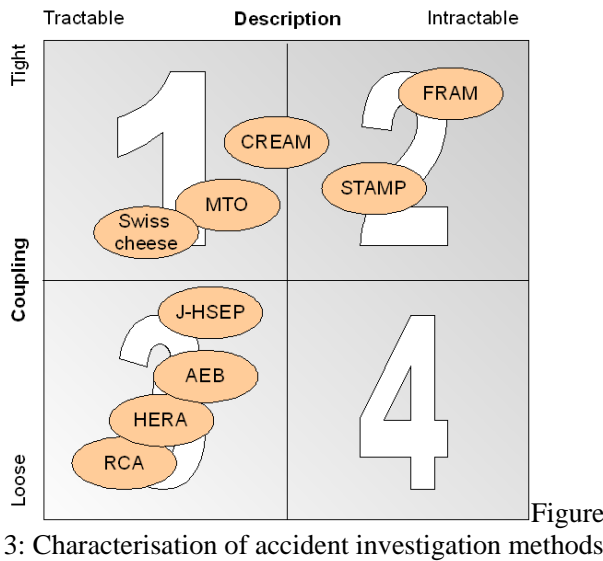 Tractable Description Intractable
Tight
FRAM
CREAM
STAMP
MTO
Swiss
cheese
Coupling
1
2
J-HSEP
AEB
HERA
RCA
Loose
3
4
Figure
3: Characterisation of accident investigation methods